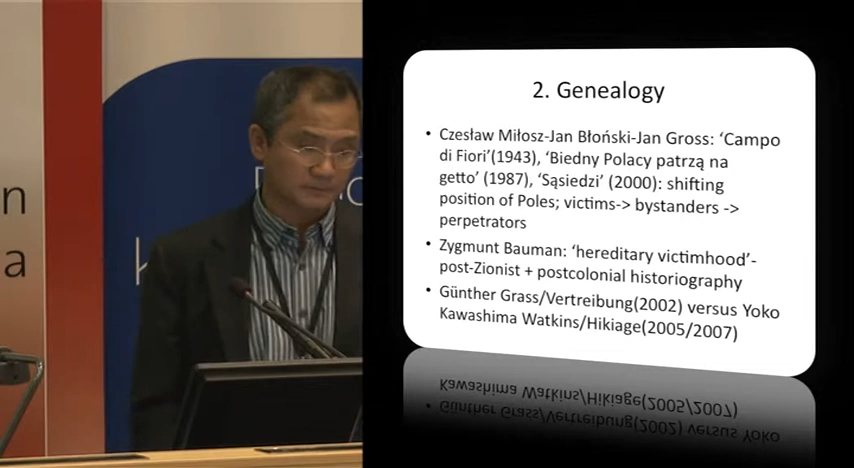 n
a
2. Genealogy
• Czesław Miłosz-Jan Błoński-Jan Gross: ‘Campo
di Fiori’(1943), ‘Biedny Polacy patrzą na
getto’ (1987), ‘Sąsiedzi’ (2000): shifting
position of Poles; victims-> bystanders ->
perpetrators
• Zygmunt Bauman: ‘hereditary victimhood’-
post-Zionist + postcolonial historiography
• Günther Grass/Vertreibung(2002) versus Yoko
Kawashima Watkins/Hikiage(2005/2007)